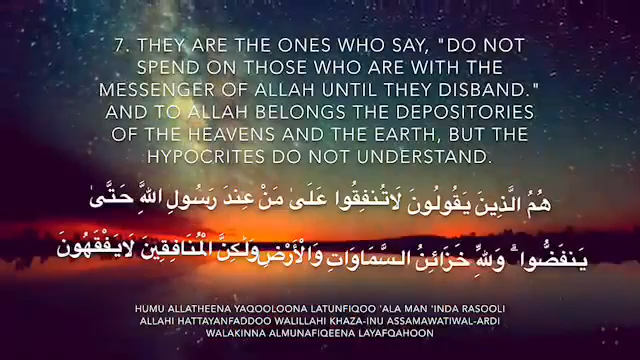 7. THEY ARE THE ONES WHO SAY, "DO NOT
SPEND ON THOSE WHO ARE WITH THE
MESSENGER OF ALLAH UNTIL THEY DISBAND."
AND TO ALLAH BELONGS THE DEPOSITORIES
OF THE HEAVENS AND THE EARTH, BUT THE
HYPOCRITES DO NOT UNDERSTAND.
هُمُ الَّذِينَ يَقُولُونَ لَاتُنفِقُوا عَلَىٰ مَنْ عِندَ رَسُولِ اللَّهِ حَتَّىٰ
يَنفَضُّوا ۗ وَلِلَّهِ خَزَائِنُ السَّمَاوَاتِ وَالْأَرْضِ وَلَٰكِنَّ الْمُنَافِقِينَ لَايَفْقَهُونَ
HUMU ALLATHEENA YAQOOLOONA LATUNFIQOO 'ALA MAN 'INDA RASOOLI
ALLAHI HATTAYANFADDOO WALILLAHI KHAZA-INU ASSAMAWATIWAL-ARDI
WALAKINNA ALMUNAFIQEENA LAYAFQAHOON